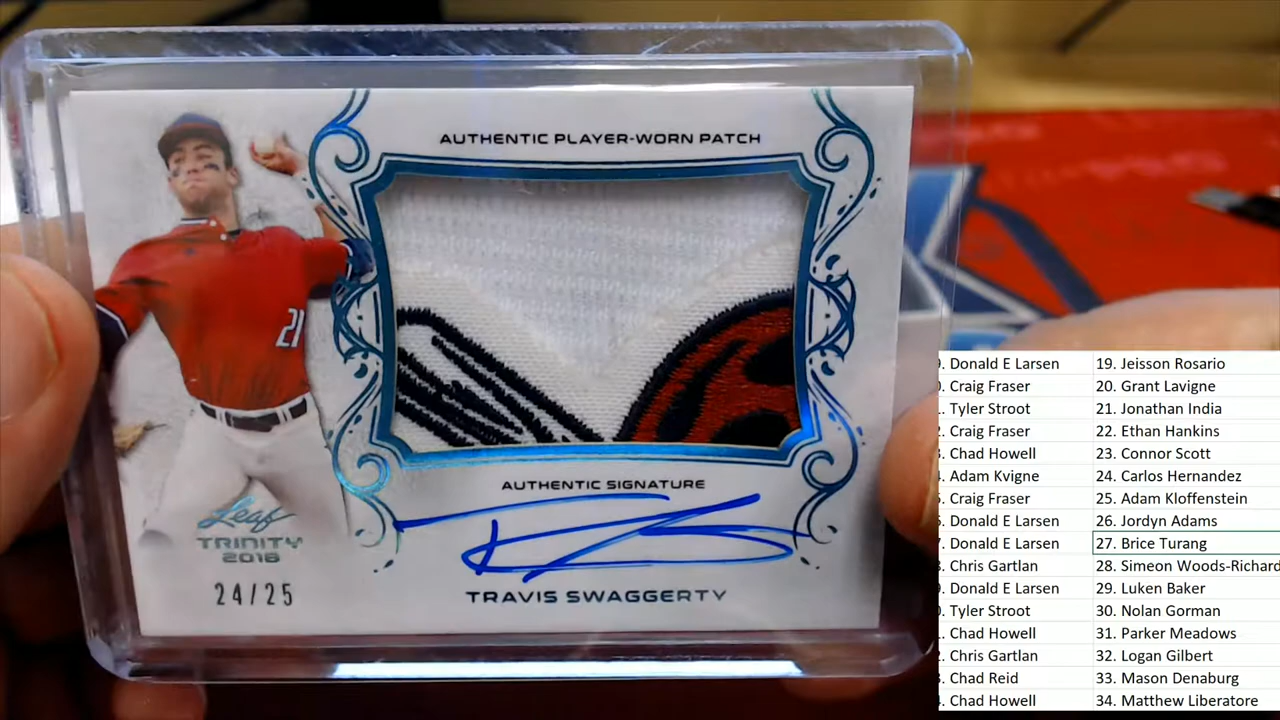 AUTHENTIC PLAYER-WORN PATCH
21
AUTHENTIC SIGNATURE
Leaf
TRINITY
2018
24/25
TRAVIS SWAGGERTY
. Donald E Larsen 19. Jeisson Rosario
. Craig Fraser 20. Grant Lavigne
. Tyler Stroot 21. Jonathan India
. Craig Fraser 22. Ethan Hankins
. Chad Howell 23. Connor Scott
. Adam Kvigne 24. Carlos Hernandez
. Craig Fraser 25. Adam Kloffenstein
. Donald E Larsen 26. Jordyn Adams
. Donald E Larsen 27. Brice Turang
. Chris Gartlan 28. Simeon Woods-Richard
. Donald E Larsen 29. Luken Baker
. Tyler Stroot 30. Nolan Gorman
. Chad Howell 31. Parker Meadows
. Chris Gartlan 32. Logan Gilbert
. Chad Reid 33. Mason Denaburg
. Chad Howell 34. Matthew Liberatore